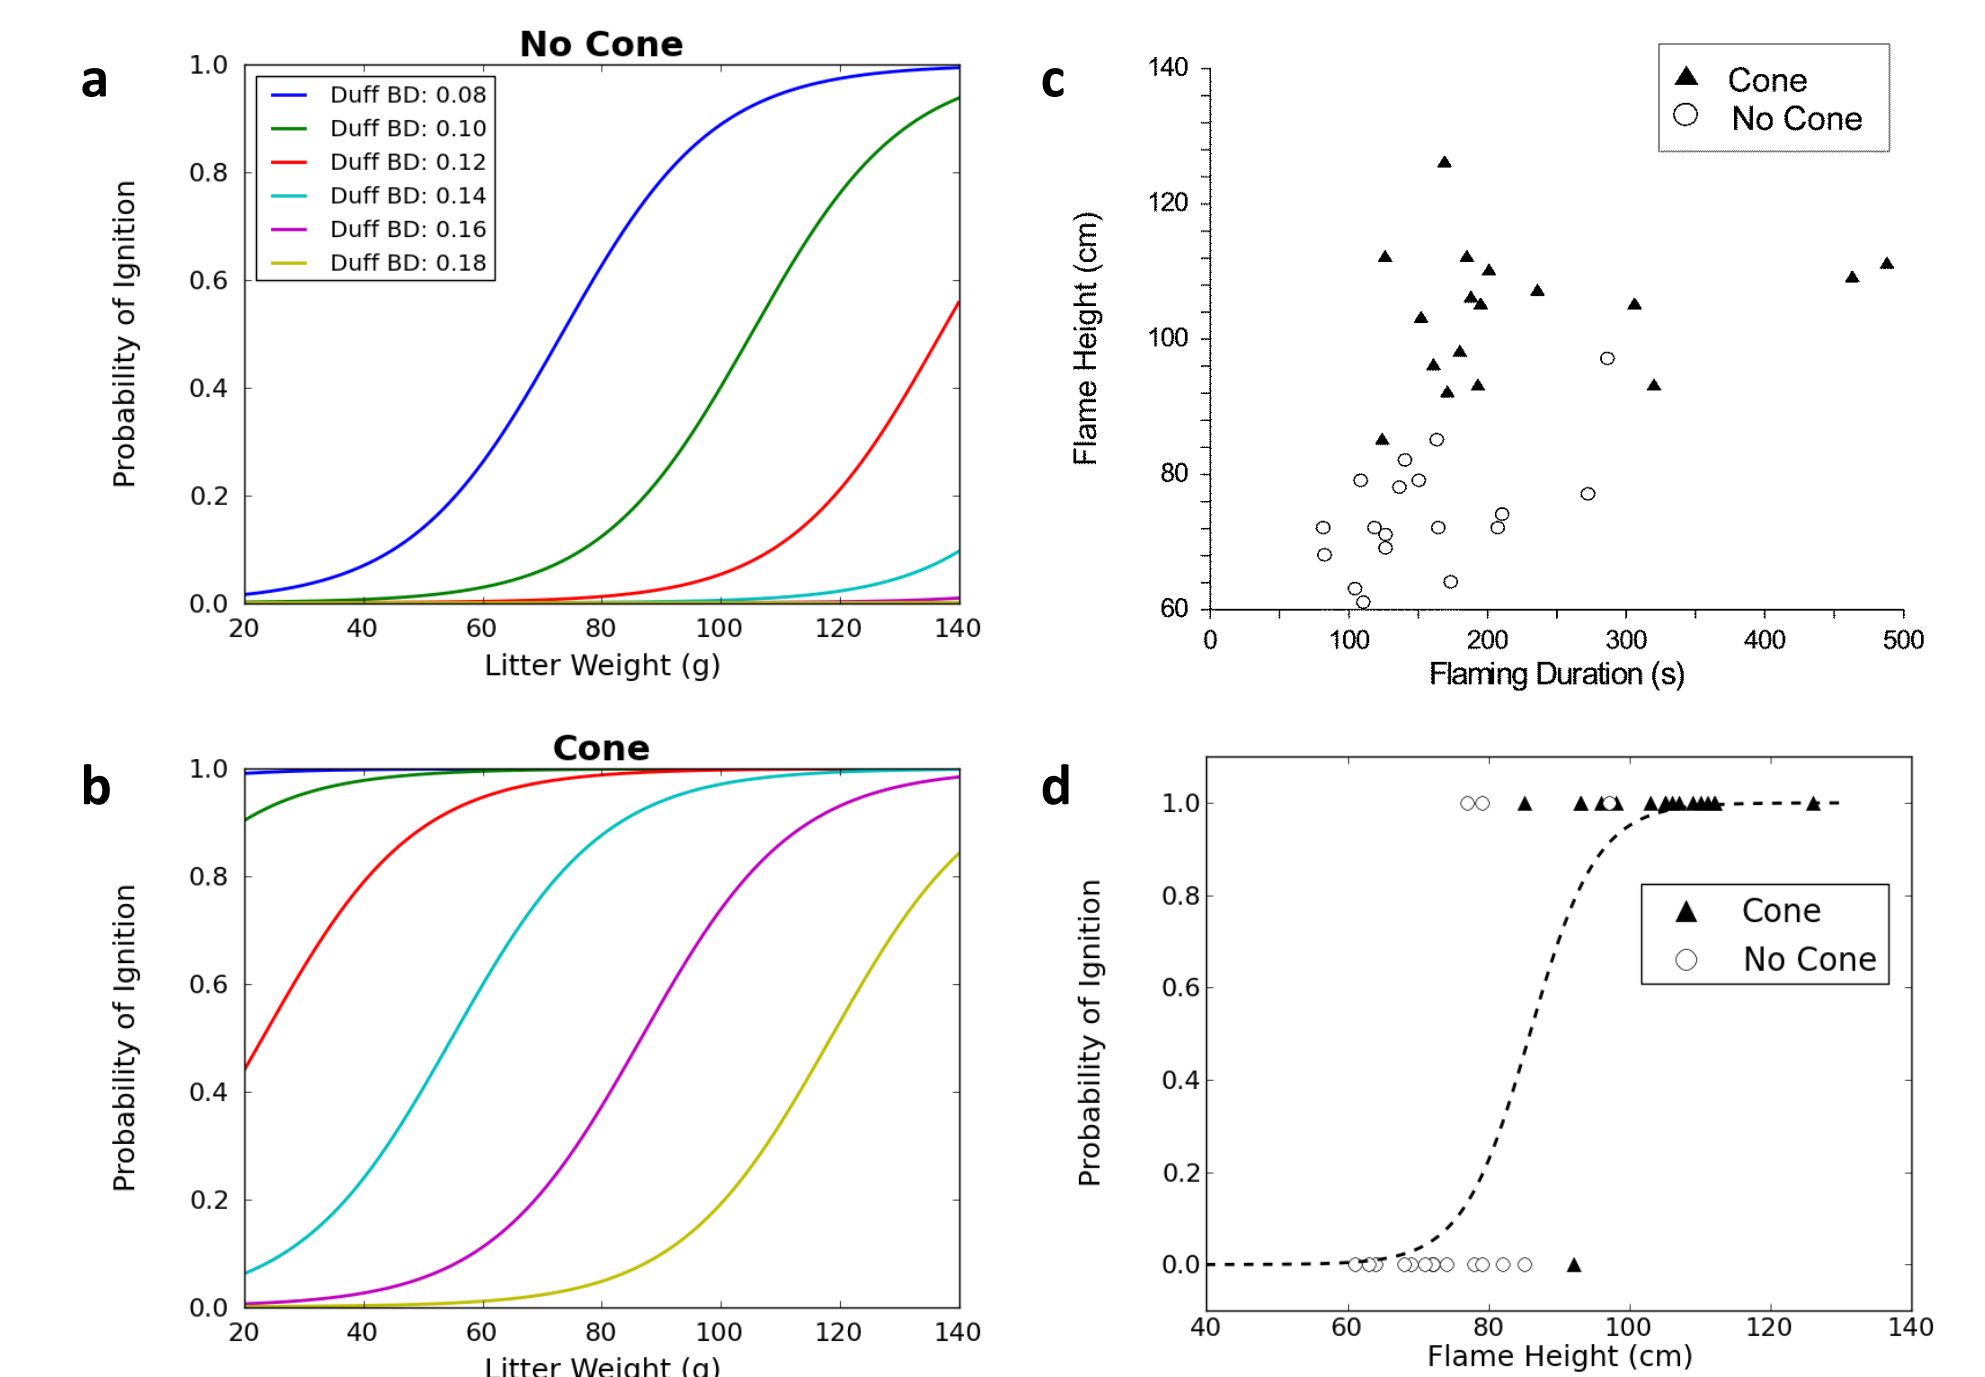 a
No Cone
Probability of Ignition
1.0
0.8
0.6
0.4
0.2
0.0
Duff BD: 0.08
Duff BD: 0.10
Duff BD: 0.12
Duff BD: 0.14
Duff BD: 0.16
Duff BD: 0.18
20 40 60 80 100 120 140
Litter Weight (g)
c
Flame Height (cm)
140
120
100
80
60
Cone
No Cone
0 100 200 300 400 500
Flaming Duration (s)
b
Cone
Probability of Ignition
1.0
0.8
0.6
0.4
0.2
0.0
20 40 60 80 100 120 140
Litter Weight (g)
d
Probability of Ignition
1.0
0.8
0.6
0.4
0.2
0.0
Cone
No Cone
40 60 80 100 120 140
Flame Height (cm)